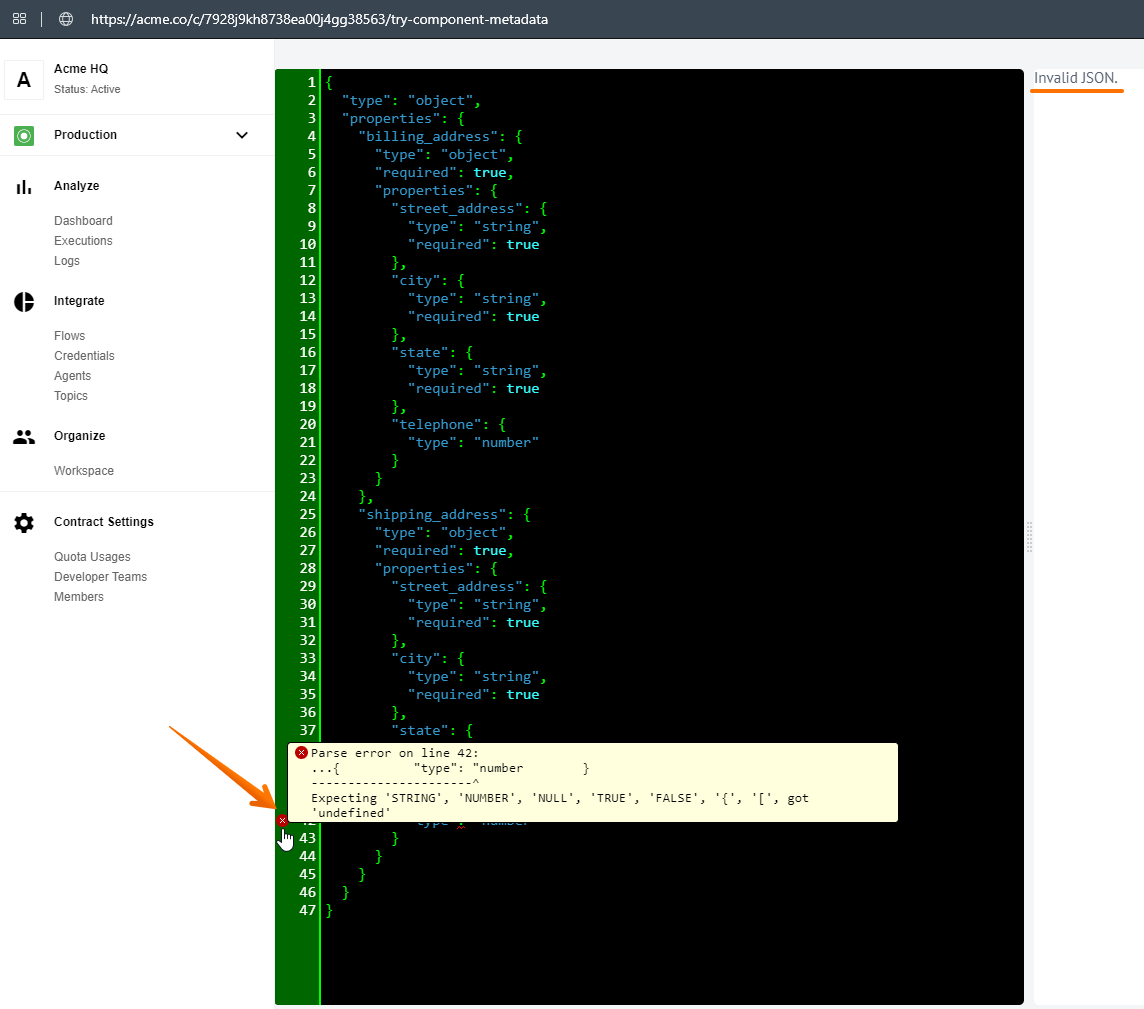 https://acme.co/c/7928j9kh8738ea00j4gg38563/try-component-metadata
A
Acme HQ
Status: Active
Production
Analyze
Dashboard
Executions
Logs
Integrate
Flows
Credentials
Agents
Topics
Organize
Workspace
Contract Settings
Quota Usages
Developer Teams
Members
1 {
2 "type": "object",
3 "properties": {
4 "billing_address": {
5 "type": "object",
6 "required": true,
7 "properties": {
8 "street_address": {
9 "type": "string",
10 "required": true
11 },
12 "city": {
13 "type": "string",
14 "required": true
15 },
16 "state": {
17 "type": "string",
18 "required": true
19 },
20 "telephone": {
21 "type": "number"
22 }
23 }
24 },
25 "shipping_address": {
26 "type": "object",
27 "required": true,
28 "properties": {
29 "street_address": {
30 "type": "string",
31 "required": true
32 },
33 "city": {
34 "type": "string",
35 "required": true
36 },
37 "state": {
Parse error on line 42:
...{          "type": "number        }
----------------------^
Expecting 'STRING', 'NUMBER', 'NULL', 'TRUE', 'FALSE', '{', '[', got
'undefined'
43 }
44 }
45 }
46 }
47 }
Invalid JSON.